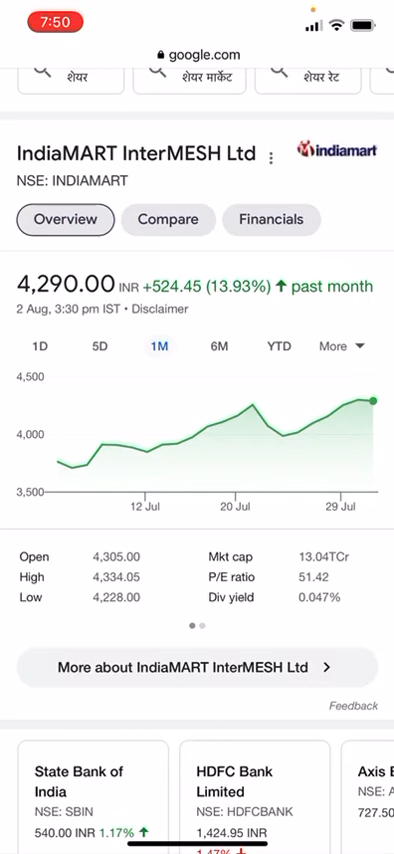 7:50
google.com
शेयर
शेयर मार्केट
शेयर रेट
IndiaMART InterMESH Ltd
indiamart
NSE: INDIAMART
Overview Compare Financials
4,290.00 INR +524.45 (13.93%) ↑ past month
2 Aug, 3:30 pm IST • Disclaimer
1D 5D 1M 6M YTD More
4,500
4,000
3,500
12 Jul 20 Jul 29 Jul
Open 4,305.00 Mkt cap 13.04TCr
High 4,334.05 P/E ratio 51.42
Low 4,228.00 Div yield 0.047%
More about IndiaMART InterMESH Ltd
Feedback
State Bank of
India
NSE: SBIN
540.00 INR 1.17% ↑
HDFC Bank
Limited
NSE: HDFCBANK
1,424.95 INR
1.47% ↓
Axis
NSE:
727.50